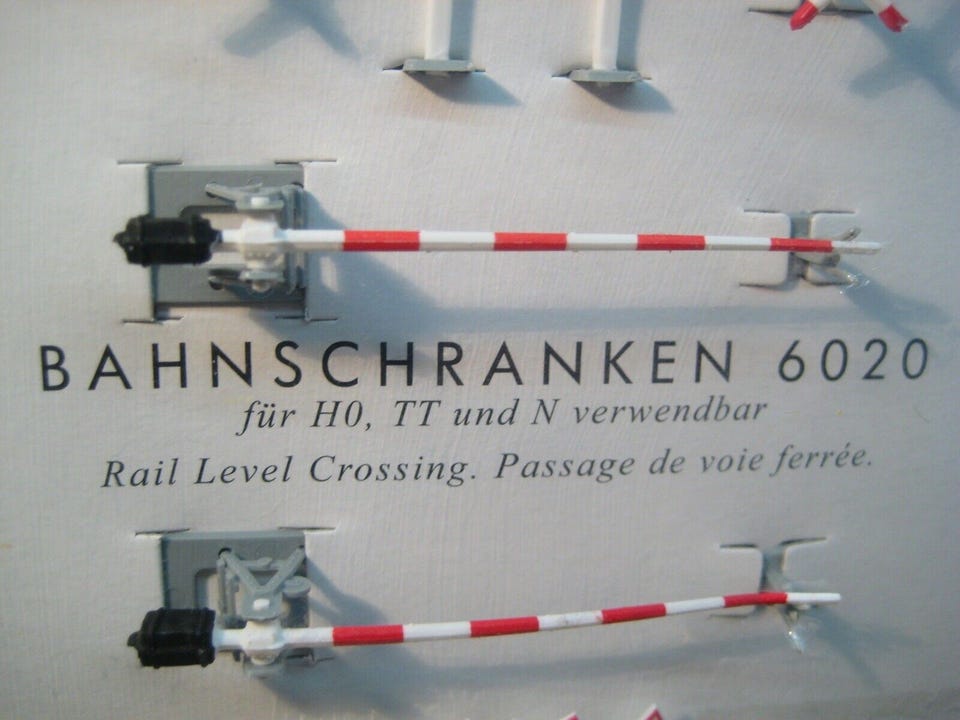 BAHNSCHRANKEN 6020
für H0, TT und N verwendbar
Rail Level Crossing. Passage de voie ferrée.